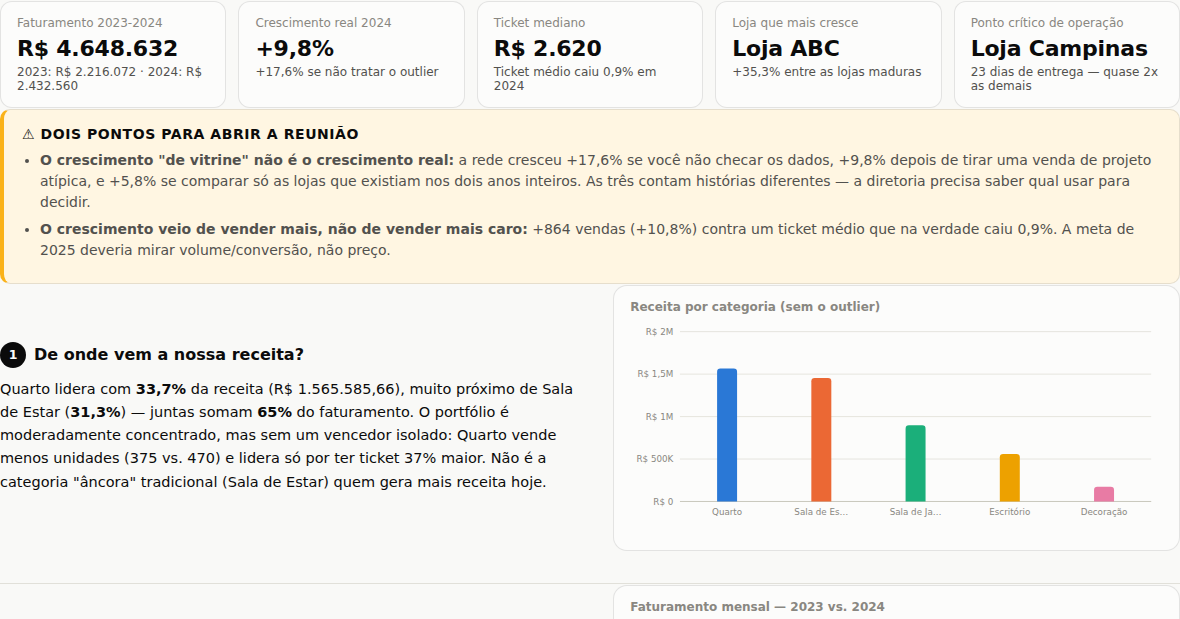 Faturamento 2023-2024
R$ 4.648.632
2023: R$ 2.216.072 · 2024: R$
2.432.560
Crescimento real 2024
+9,8%
+17,6% se não tratar o outlier
Ticket mediano
R$ 2.620
Ticket médio caiu 0,9% em
2024
Loja que mais cresce
Loja ABC
+35,3% entre as lojas maduras
Ponto crítico de operação
Loja Campinas
23 dias de entrega — quase 2x
as demais
⚠ DOIS PONTOS PARA ABRIR A REUNIÃO
• O crescimento "de vitrine" não é o crescimento real: a rede cresceu +17,6% se você não checar os dados, +9,8% depois de tirar uma venda de projeto
atípica, e +5,8% se comparar só as lojas que existiam nos dois anos inteiros. As três contam histórias diferentes — a diretoria precisa saber qual usar para
decidir.
• O crescimento veio de vender mais, não de vender mais caro: +864 vendas (+10,8%) contra um ticket médio que na verdade caiu 0,9%. A meta de
2025 deveria mirar volume/conversão, não preço.
1 De onde vem a nossa receita?
Quarto lidera com 33,7% da receita (R$ 1.565.585,66), muito próximo de Sala
de Estar (31,3%) — juntas somam 65% do faturamento. O portfólio é
moderadamente concentrado, mas sem um vencedor isolado: Quarto vende
menos unidades (375 vs. 470) e lidera só por ter ticket 37% maior. Não é a
categoria "âncora" tradicional (Sala de Estar) quem gera mais receita hoje.
Receita por categoria (sem o outlier)
R$ 2M
R$ 1,5M
R$ 1M
R$ 500K
R$ 0
Quarto
Sala de Es...
Sala de Ja...
Escritório
Decoração
Faturamento mensal — 2023 vs. 2024